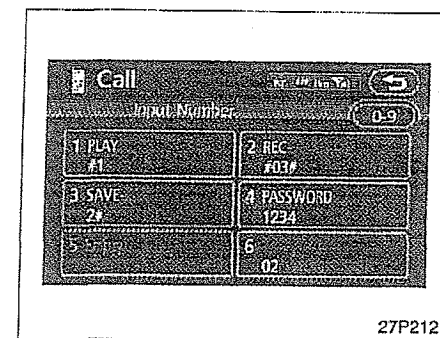 Call
Input Number
0-9
1 PLAY
#1
2 REC
#03#
3 SAVE
2#
4 PASSWORD
1234
5
6
02
27P212